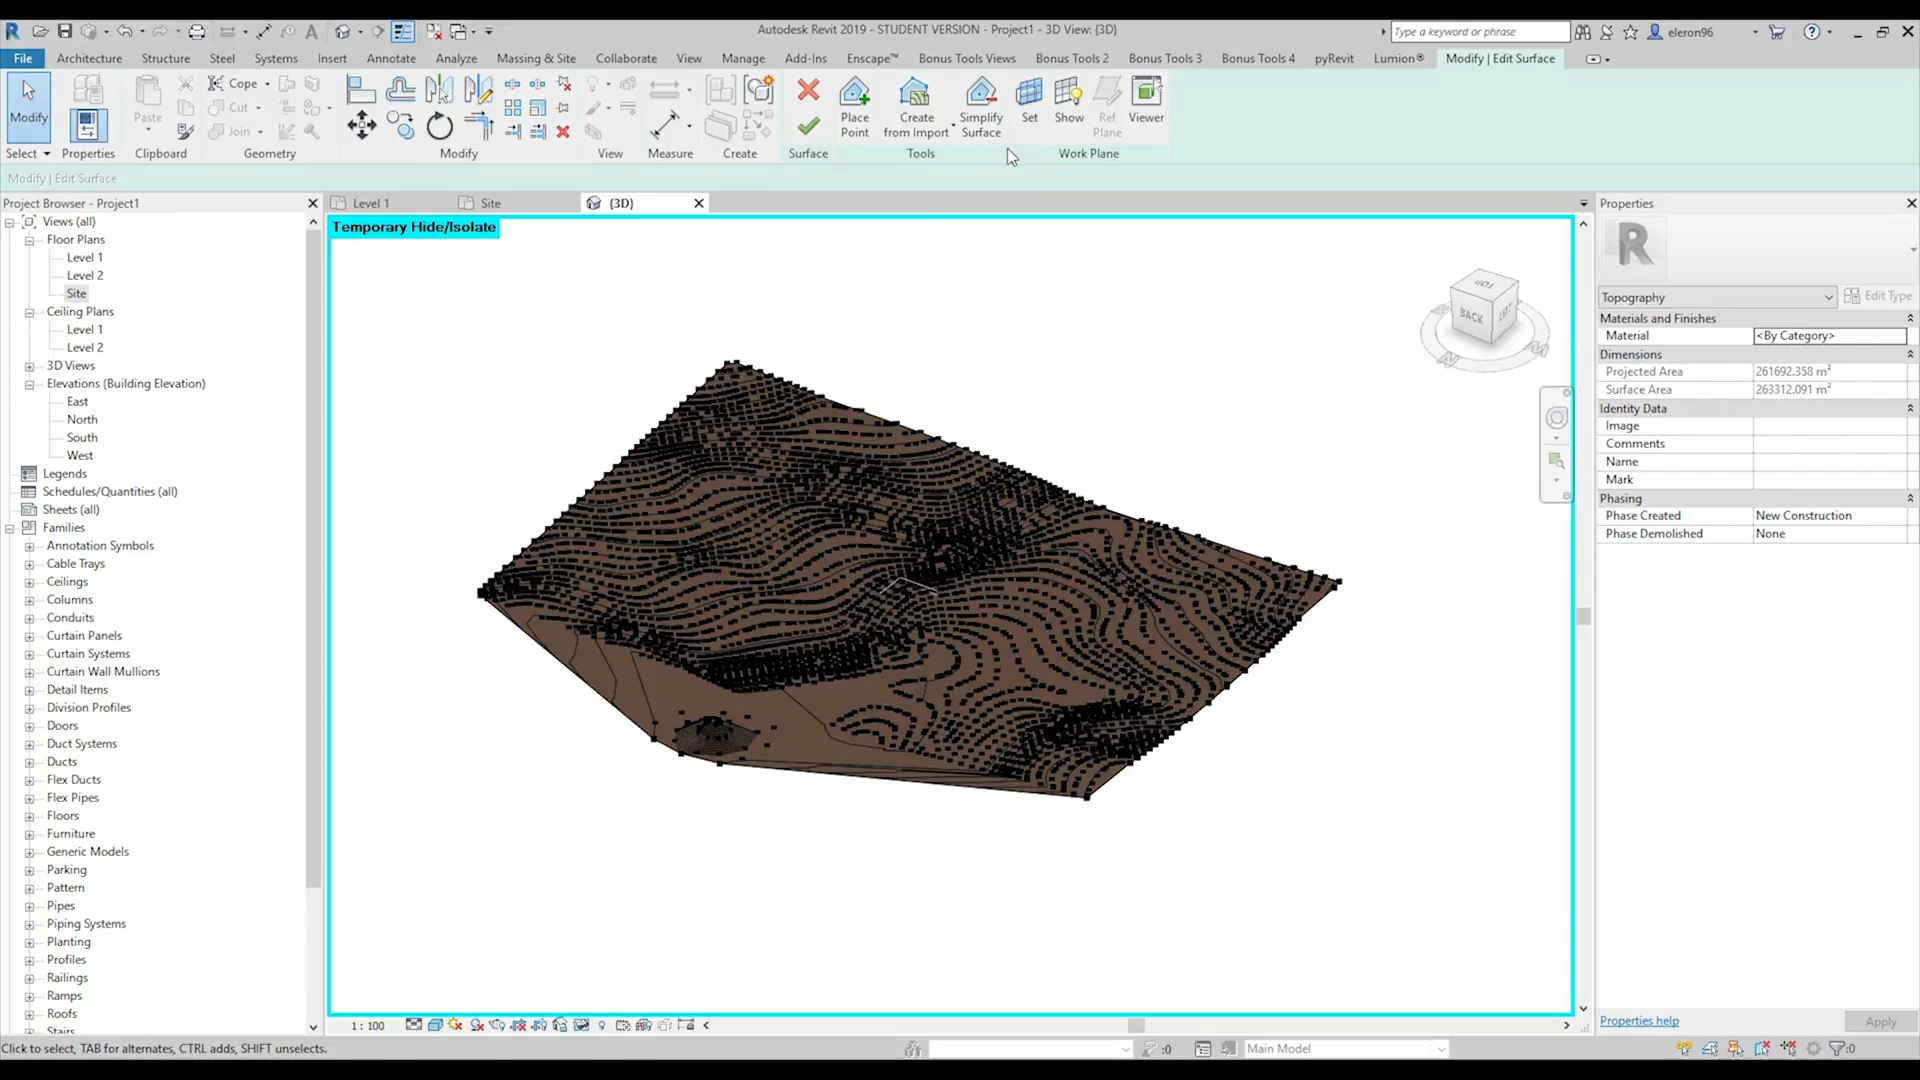 Autodesk Revit 2019 - STUDENT VERSION - Project1 - 3D View: {3D}
Type a keyword or phrase
eleron96
File Architecture Structure Steel Systems Insert Annotate Analyze Massing & Site Collaborate View Manage Add-Ins Enscape™ Bonus Tools Views Bonus Tools 2 Bonus Tools 3 Bonus Tools 4 pyRevit Lumion® Modify | Edit Surface
Modify
Paste
Cope
Cut
Join
Place Point
Create from Import
Simplify Surface
Set
Show
Ref Plane
Viewer
Select Properties Clipboard Geometry Modify View Measure Create Surface Tools Work Plane
Modify | Edit Surface
Project Browser - Project1
Views (all)
Floor Plans
Level 1
Level 2
Site
Ceiling Plans
Level 1
Level 2
3D Views
Elevations (Building Elevation)
East
North
South
West
Legends
Schedules/Quantities (all)
Sheets (all)
Families
Annotation Symbols
Cable Trays
Ceilings
Columns
Conduits
Curtain Panels
Curtain Systems
Curtain Wall Mullions
Detail Items
Division Profiles
Doors
Duct Systems
Ducts
Flex Ducts
Flex Pipes
Floors
Furniture
Generic Models
Parking
Pattern
Pipes
Piping Systems
Planting
Profiles
Railings
Ramps
Roofs
Stairs
Level 1
Site
{3D}
Temporary Hide/Isolate
TOP
BACK
LEFT
1 : 100
Properties
Topography
Edit Type
Materials and Finishes
Material <By Category>
Dimensions
Projected Area 261692.358 m²
Surface Area 263312.091 m²
Identity Data
Image
Comments
Name
Mark
Phasing
Phase Created New Construction
Phase Demolished None
Properties help
Apply
Click to select, TAB for alternates, CTRL adds, SHIFT unselects.
:0
Main Model
:0